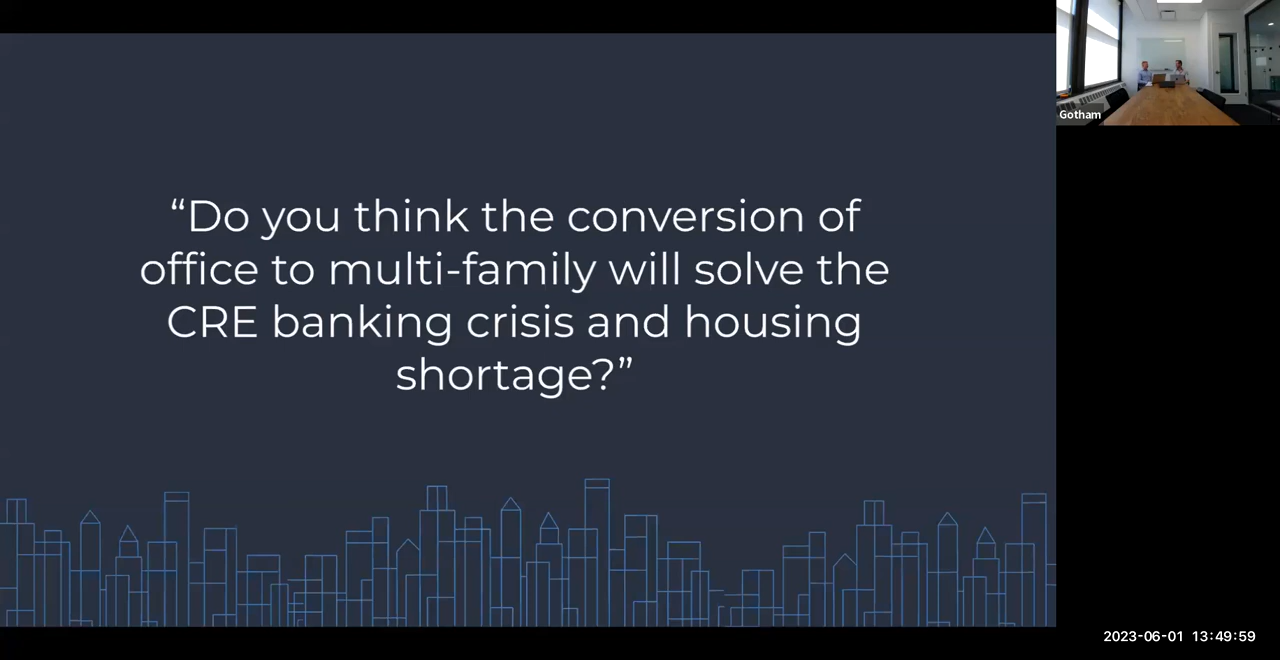 “Do you think the conversion of
office to multi-family will solve the
CRE banking crisis and housing
shortage?”
Gotham
2023-06-01 13:49:59